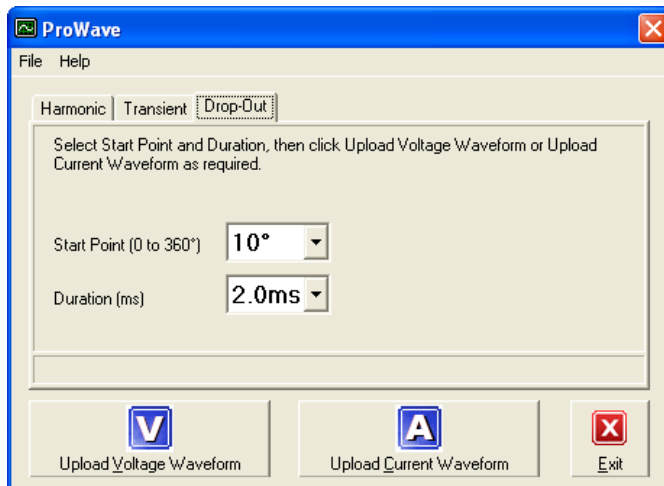 ProWave
File Help
Harmonic Transient Drop-Out
Select Start Point and Duration, then click Upload Voltage Waveform or Upload
Current Waveform as required.
Start Point (0 to 360°) 10°
Duration (ms) 2.0ms
V A X
Upload Voltage Waveform Upload Current Waveform Exit